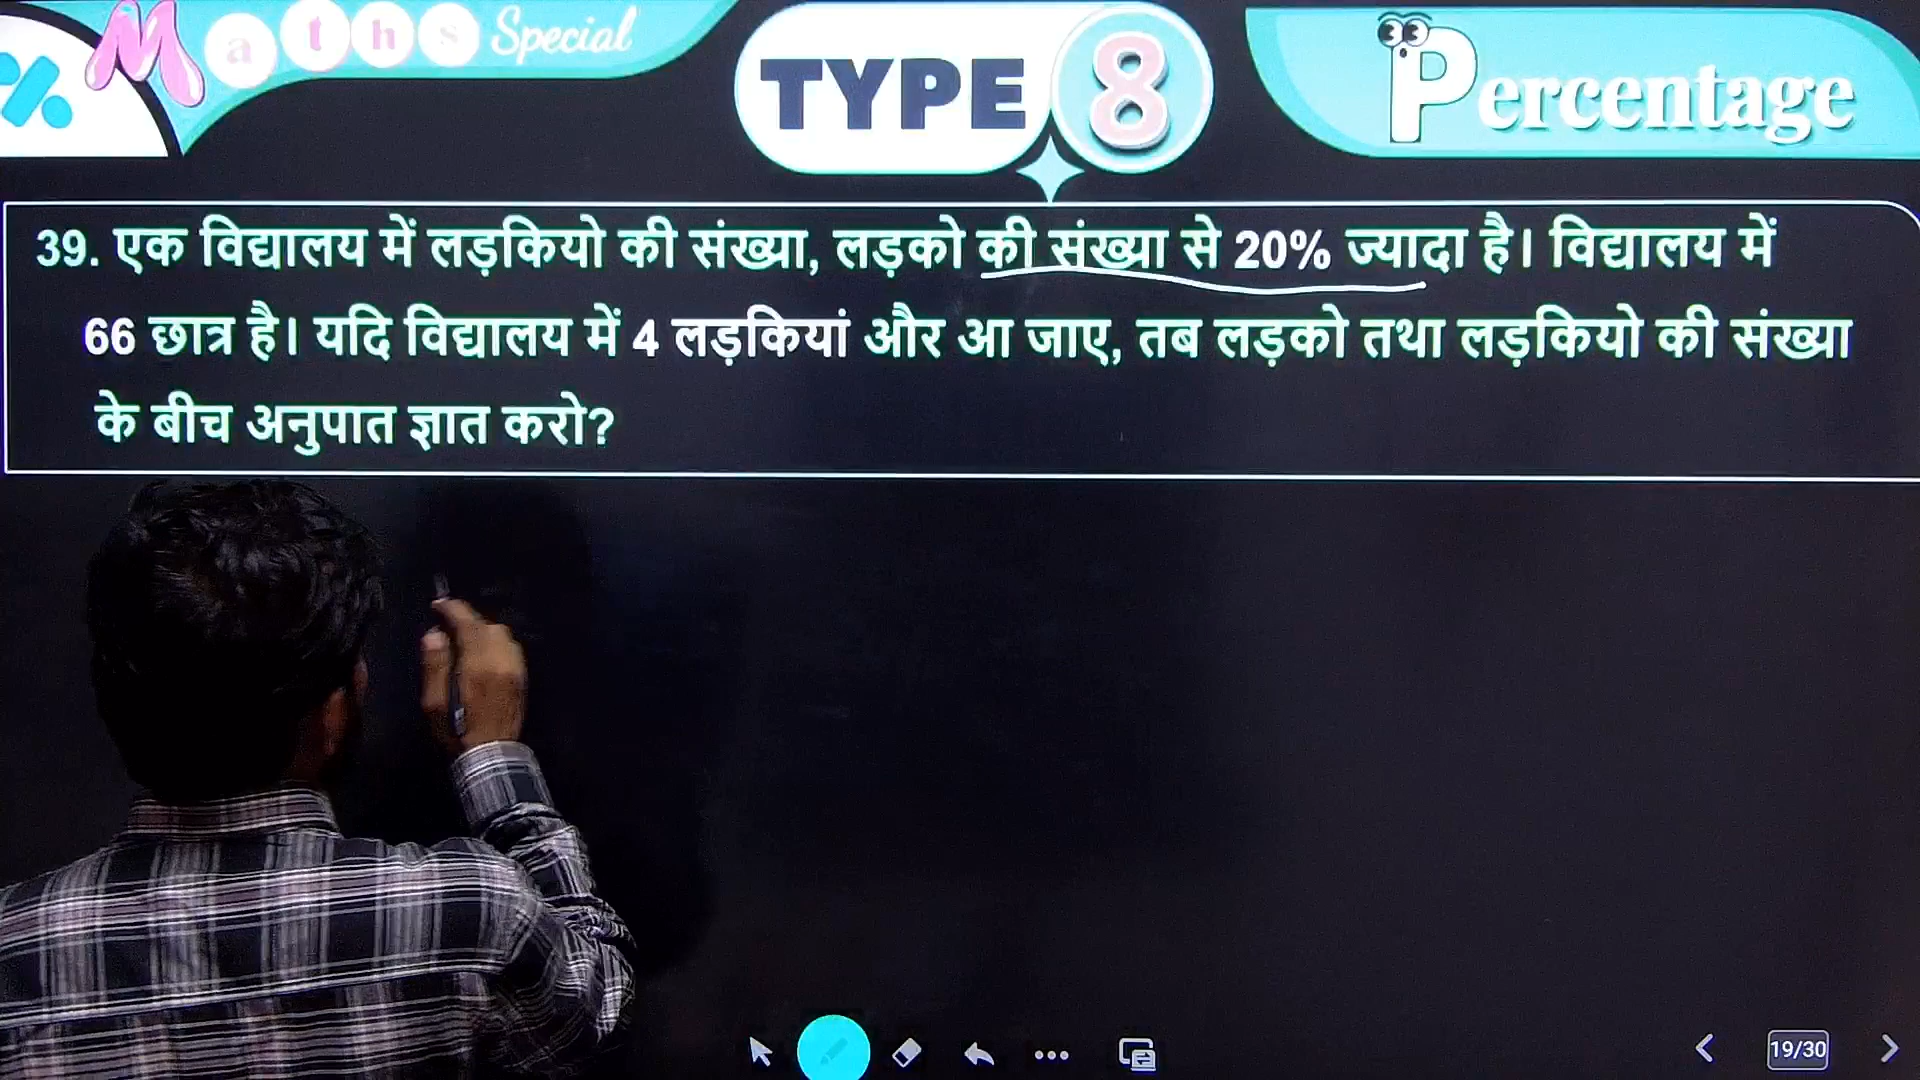 Maths Special
TYPE 8
Percentage
39. एक विद्यालय में लड़कियो की संख्या, लड़को की संख्या से 20% ज्यादा है। विद्यालय में
66 छात्र है। यदि विद्यालय में 4 लड़कियां और आ जाए, तब लड़को तथा लड़कियो की संख्या
के बीच अनुपात ज्ञात करो?
19/30